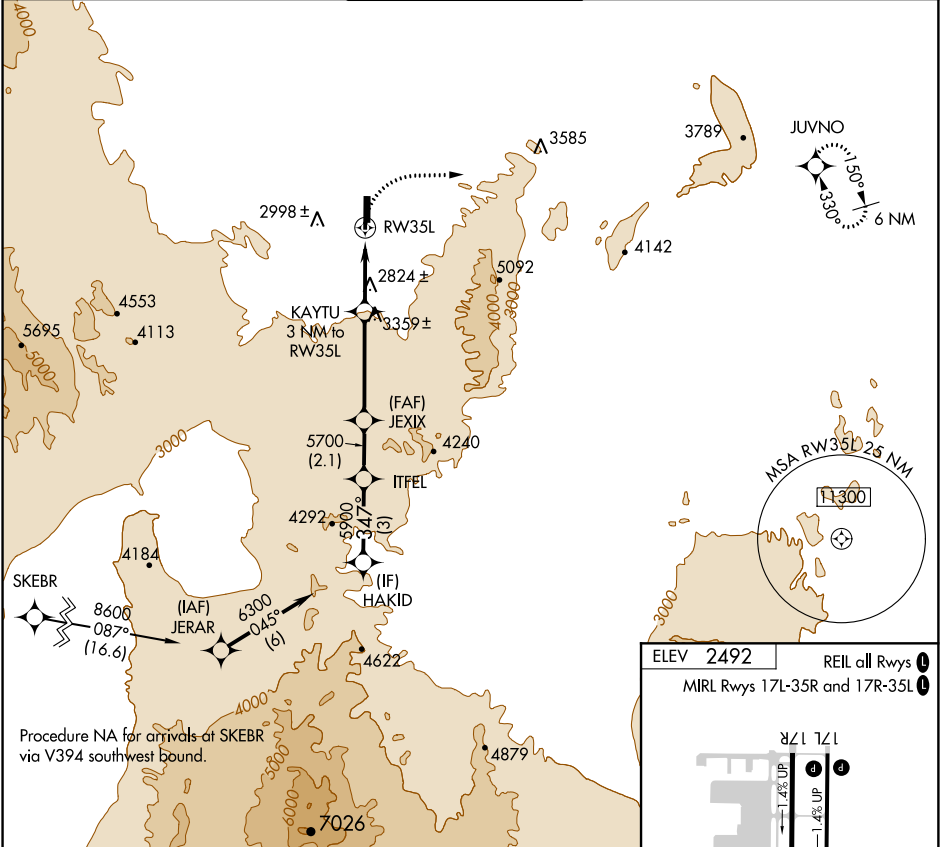 4000
3585
3789
JUVNO
150°
330°
6 NM
2998 ±
RW35L
4142
2824 ±
5092
4000
3000
4553
KAYTU
3 NM to
RW35L
3359 ±
5695
4113
5000
(FAF)
JEXIX
3000
5700
(2.1)
4240
MSA RW35L 25 NM
ITFEL
11300
4292
5900
347°
(3)
4184
SKEBR
(IF)
HAKID
8600
087°
(16.6)
(IAF)
JERAR
6300
045°
(6)
3000
4622
ELEV 2492
REIL all Rwys L
MIRL Rwys 17L-35R and 17R-35L L
4000
Procedure NA for arrivals at SKEBR
via V394 southwest bound.
5000
4879
17R
17L
P
P
1.4% UP
1.4% UP
6000
7026